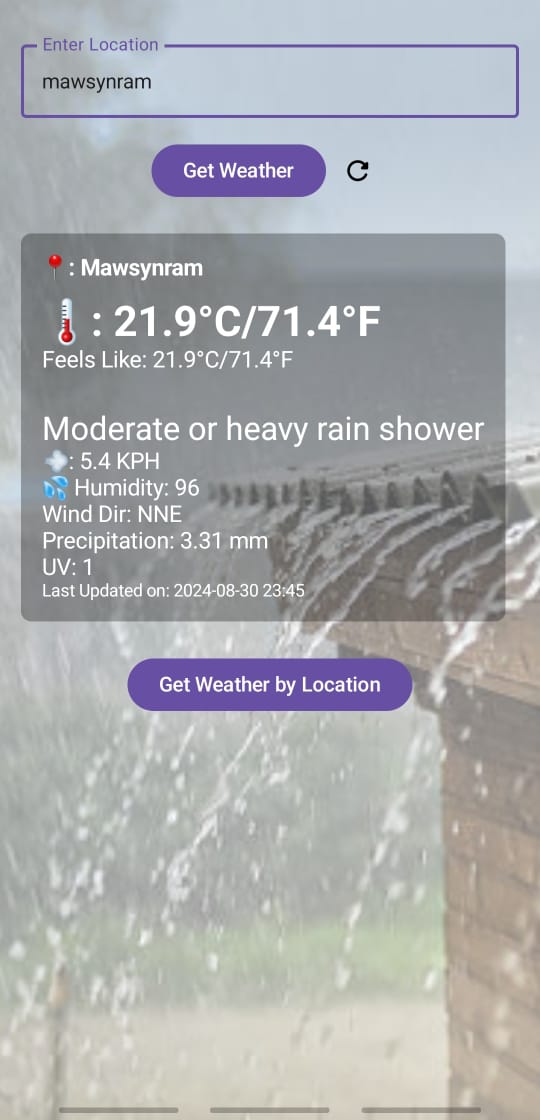 Enter Location
mawsynram
Get Weather
📍: Mawsynram
🌡️: 21.9°C/71.4°F
Feels Like: 21.9°C/71.4°F
Moderate or heavy rain shower
💨: 5.4 KPH
💦 Humidity: 96
Wind Dir: NNE
Precipitation: 3.31 mm
UV: 1
Last Updated on: 2024-08-30 23:45
Get Weather by Location